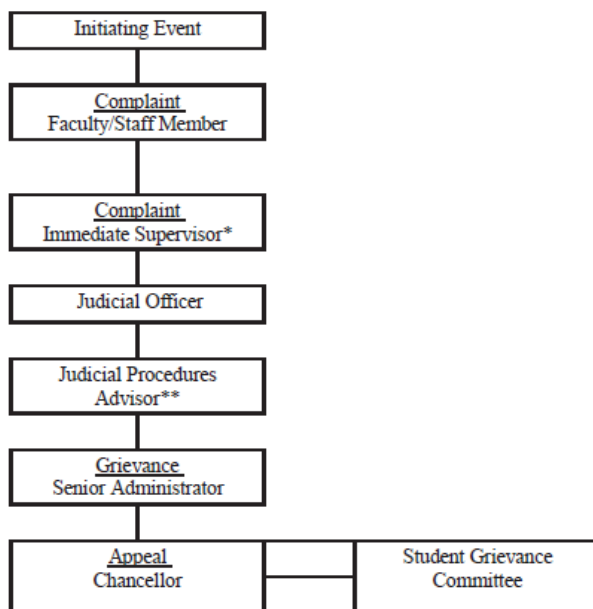 Initiating Event
Complaint
Faculty/Staff Member
Complaint
Immediate Supervisor*
Judicial Officer
Judicial Procedures
Advisor**
Grievance
Senior Administrator
Appeal
Chancellor
Student Grievance
Committee